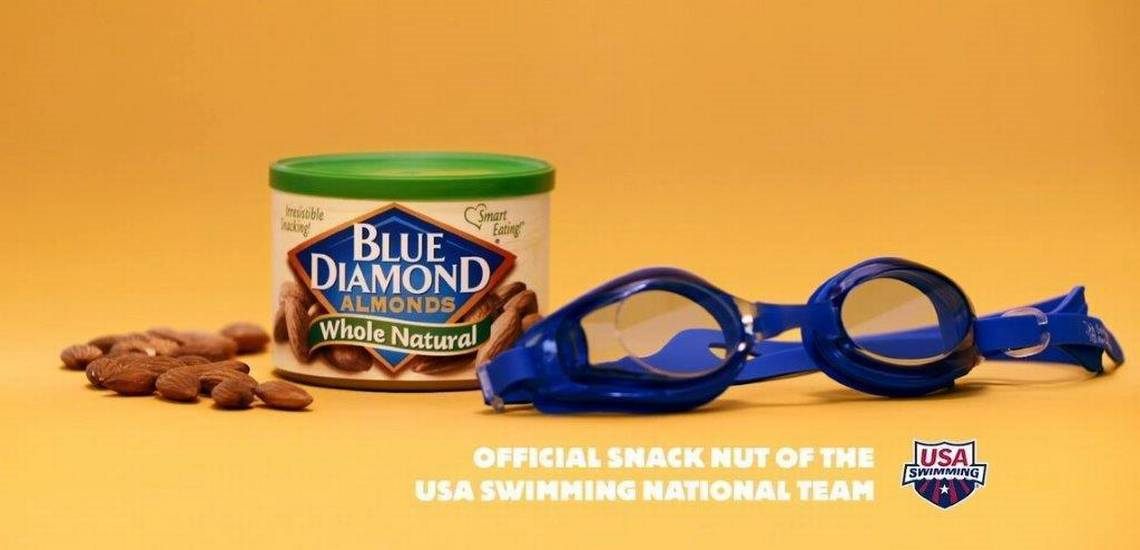 Irresistible
Snacking!
Smart
Eating!™
BLUE
DIAMOND
ALMONDS
Whole Natural
OFFICIAL SNACK NUT OF THE
USA SWIMMING NATIONAL TEAM
USA
SWIMMING